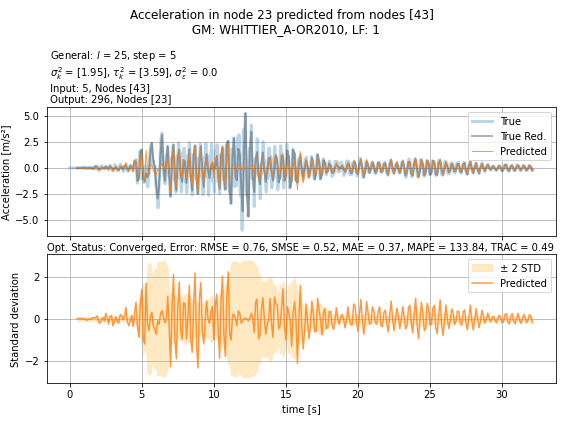 Acceleration in node 23 predicted from nodes [43]
GM: WHITTIER_A-OR2010, LF: 1
General: l = 25, step = 5
σ²ₖ = [1.95], τ²ₖ = [3.59], σ²ε = 0.0
Input: 5, Nodes [43]
Output: 296, Nodes [23]
Acceleration [m/s²]
5.0
2.5
0.0
−2.5
−5.0
True
True Red.
Predicted
Opt. Status: Converged, Error: RMSE = 0.76, SMSE = 0.52, MAE = 0.37, MAPE = 133.84, TRAC = 0.49
Standard deviation
2
0
−2
± 2 STD
Predicted
0 5 10 15 20 25 30
time [s]